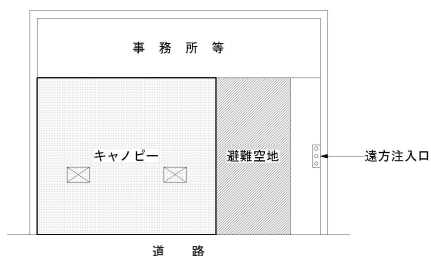 事務所等
キャノピー
避難空地
遠方注入口
道路